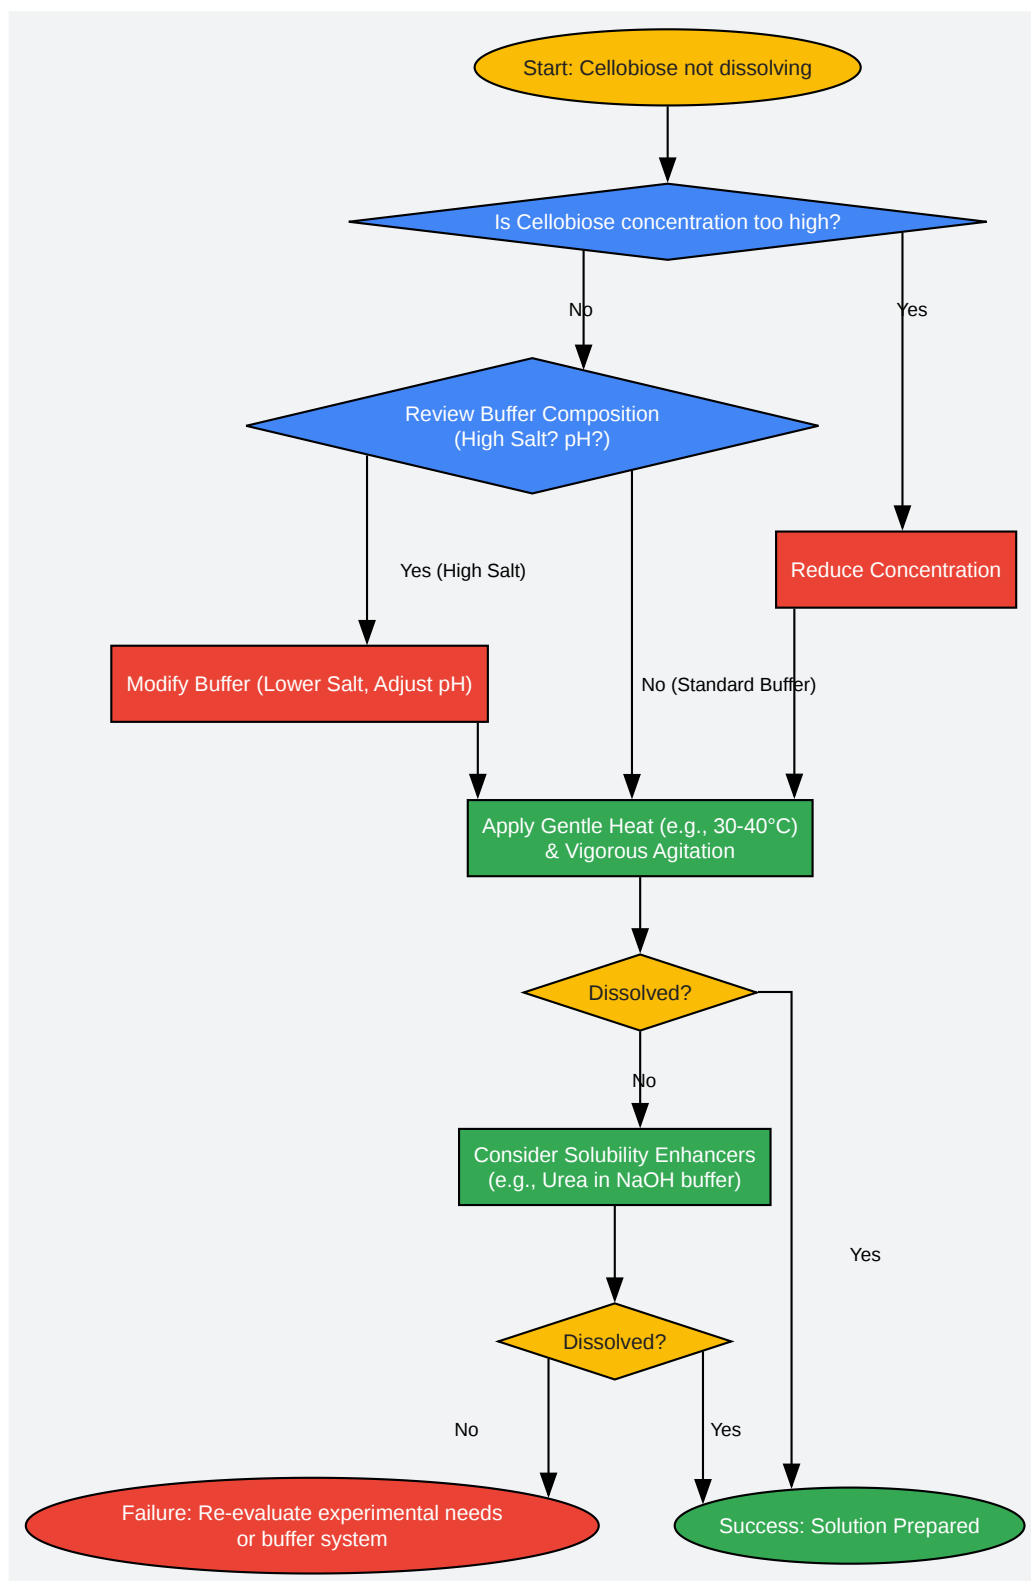 Start: Cellobiose not dissolving
Is Cellobiose concentration too high?
No
Yes
Review Buffer Composition
(High Salt? pH?)
Yes (High Salt)
Reduce Concentration
Modify Buffer (Lower Salt, Adjust pH)
No (Standard Buffer)
Apply Gentle Heat (e.g., 30-40°C)
& Vigorous Agitation
Dissolved?
No
Consider Solubility Enhancers
(e.g., Urea in NaOH buffer)
Yes
Dissolved?
No
Yes
Failure: Re-evaluate experimental needs
or buffer system
Success: Solution Prepared